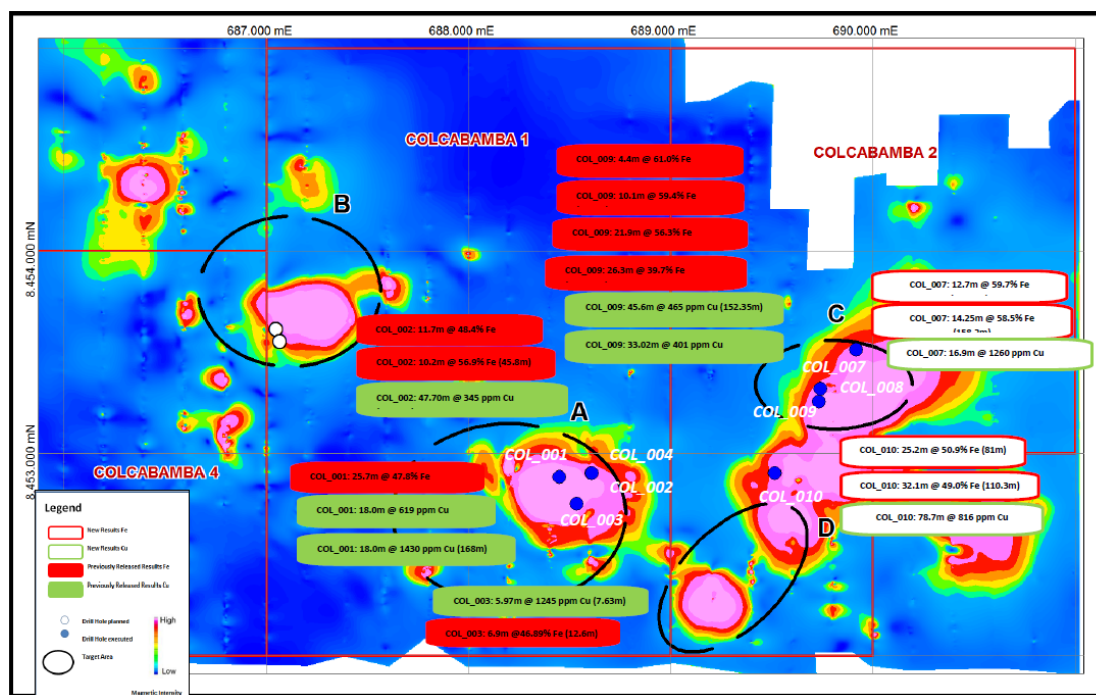 687.000 mE
688.000 mE
689.000 mE
690.000 mE
COLCABAMBA 1
COLCABAMBA 2
COL_009: 4.4m @ 61.0% Fe
COL_009: 10.1m @ 59.4% Fe
B
COL_009: 21.9m @ 56.3% Fe
8.454.000 mN
COL_009: 26.3m @ 39.7% Fe
COL_007: 12.7m @ 59.7% Fe
COL_009: 45.6m @ 465 ppm Cu (152.35m)
C
COL_007: 14.25m @ 58.5% Fe
(158.2m)
COL_002: 11.7m @ 48.4% Fe
COL_009: 33.02m @ 401 ppm Cu
COL_007: 16.9m @ 1260 ppm Cu
COL_002: 10.2m @ 56.9% Fe (45.8m)
COL_007
COL_008
COL_002: 47.70m @ 345 ppm Cu
COL_009
A
COL_001
COL_004
COL_010: 25.2m @ 50.9% Fe (81m)
COLCABAMBA 4
8.453.000 mN
COL_001: 25.7m @ 47.8% Fe
COL_002
COL_010: 32.1m @ 49.0% Fe (110.3m)
COL_010
COL_001: 18.0m @ 619 ppm Cu
COL_003
COL_010: 78.7m @ 816 ppm Cu
D
COL_001: 18.0m @ 1430 ppm Cu (168m)
COL_003: 5.97m @ 1245 ppm Cu (7.63m)
COL_003: 6.9m @46.89% Fe (12.6m)
Legend
New Results Fe
New Results Cu
Previously Released Results Fe
Previously Released Results Cu
Drill Hole planned
Drill Hole executed
Target Area
High
Low
Magnetic Intensity